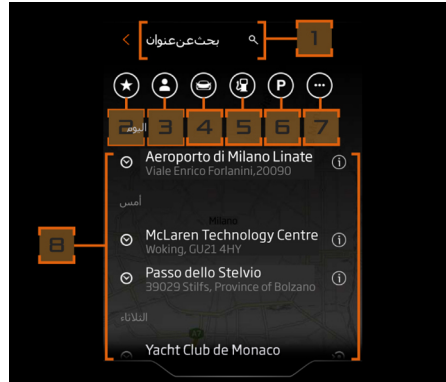 بحث عن عنوان
1
P
2 3 4 5 6 7
اليوم
Aeroporto di Milano Linate
Viale Enrico Forlanini,20090
أمس
Milano
McLaren Technology Centre
Woking, GU21 4HY
8
Passo dello Stelvio
39029 Stilfs, Province of Bolzano
الثلاثاء
A7
Yacht Club de Monaco